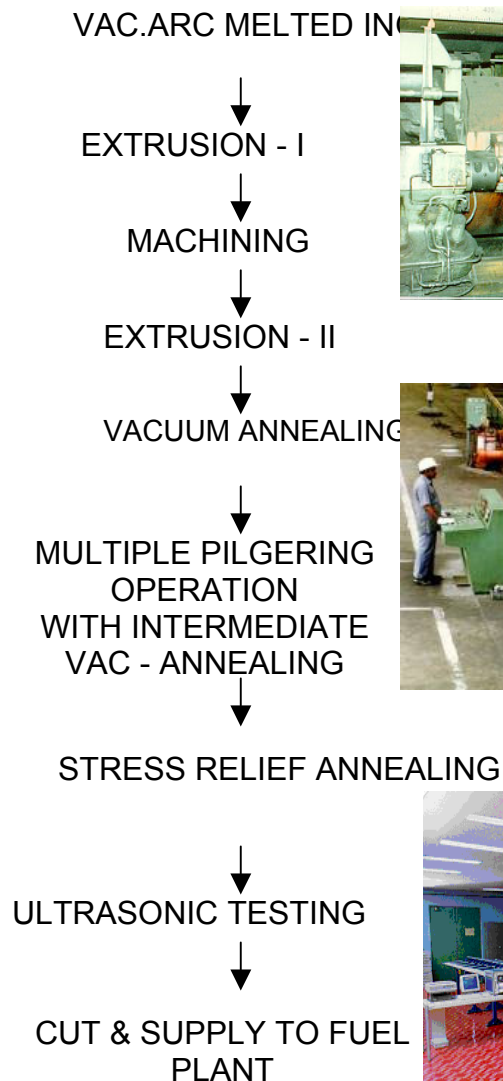 VAC.ARC MELTED
EXTRUSION - I
MACHINING
EXTRUSION - II
VACUUM ANNEALING
MULTIPLE PILGERING
OPERATION
WITH INTERMEDIATE
VAC - ANNEALING
STRESS RELIEF ANNEALING
ULTRASONIC TESTING
CUT & SUPPLY TO FUEL
PLANT